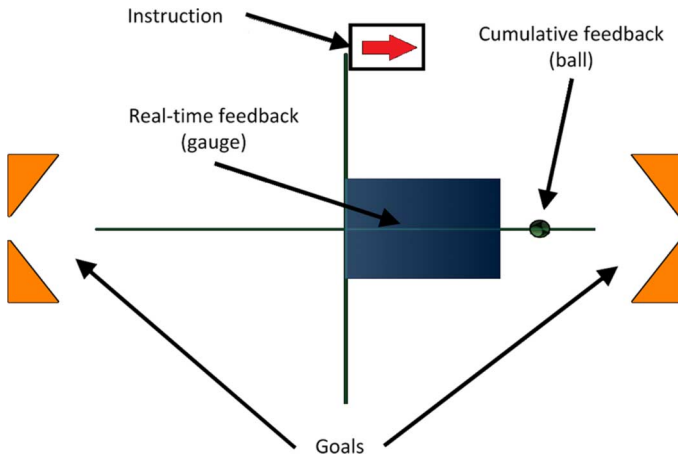 Instruction
Cumulative feedback
(ball)
Real-time feedback
(gauge)
Goals